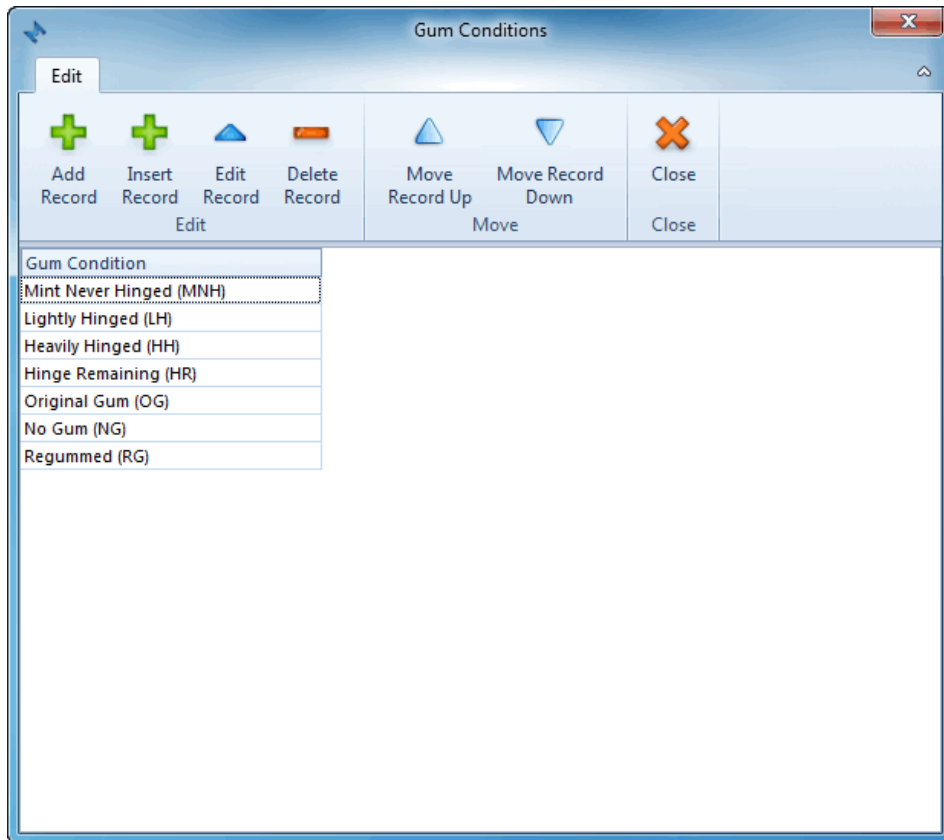 Gum Conditions
Edit
Add Record
Insert Record
Edit Record
Delete Record
Edit
Move Record Up
Move Record Down
Move
Close
Close
Gum Condition
Mint Never Hinged (MNH)
Lightly Hinged (LH)
Heavily Hinged (HH)
Hinge Remaining (HR)
Original Gum (OG)
No Gum (NG)
Regummed (RG)